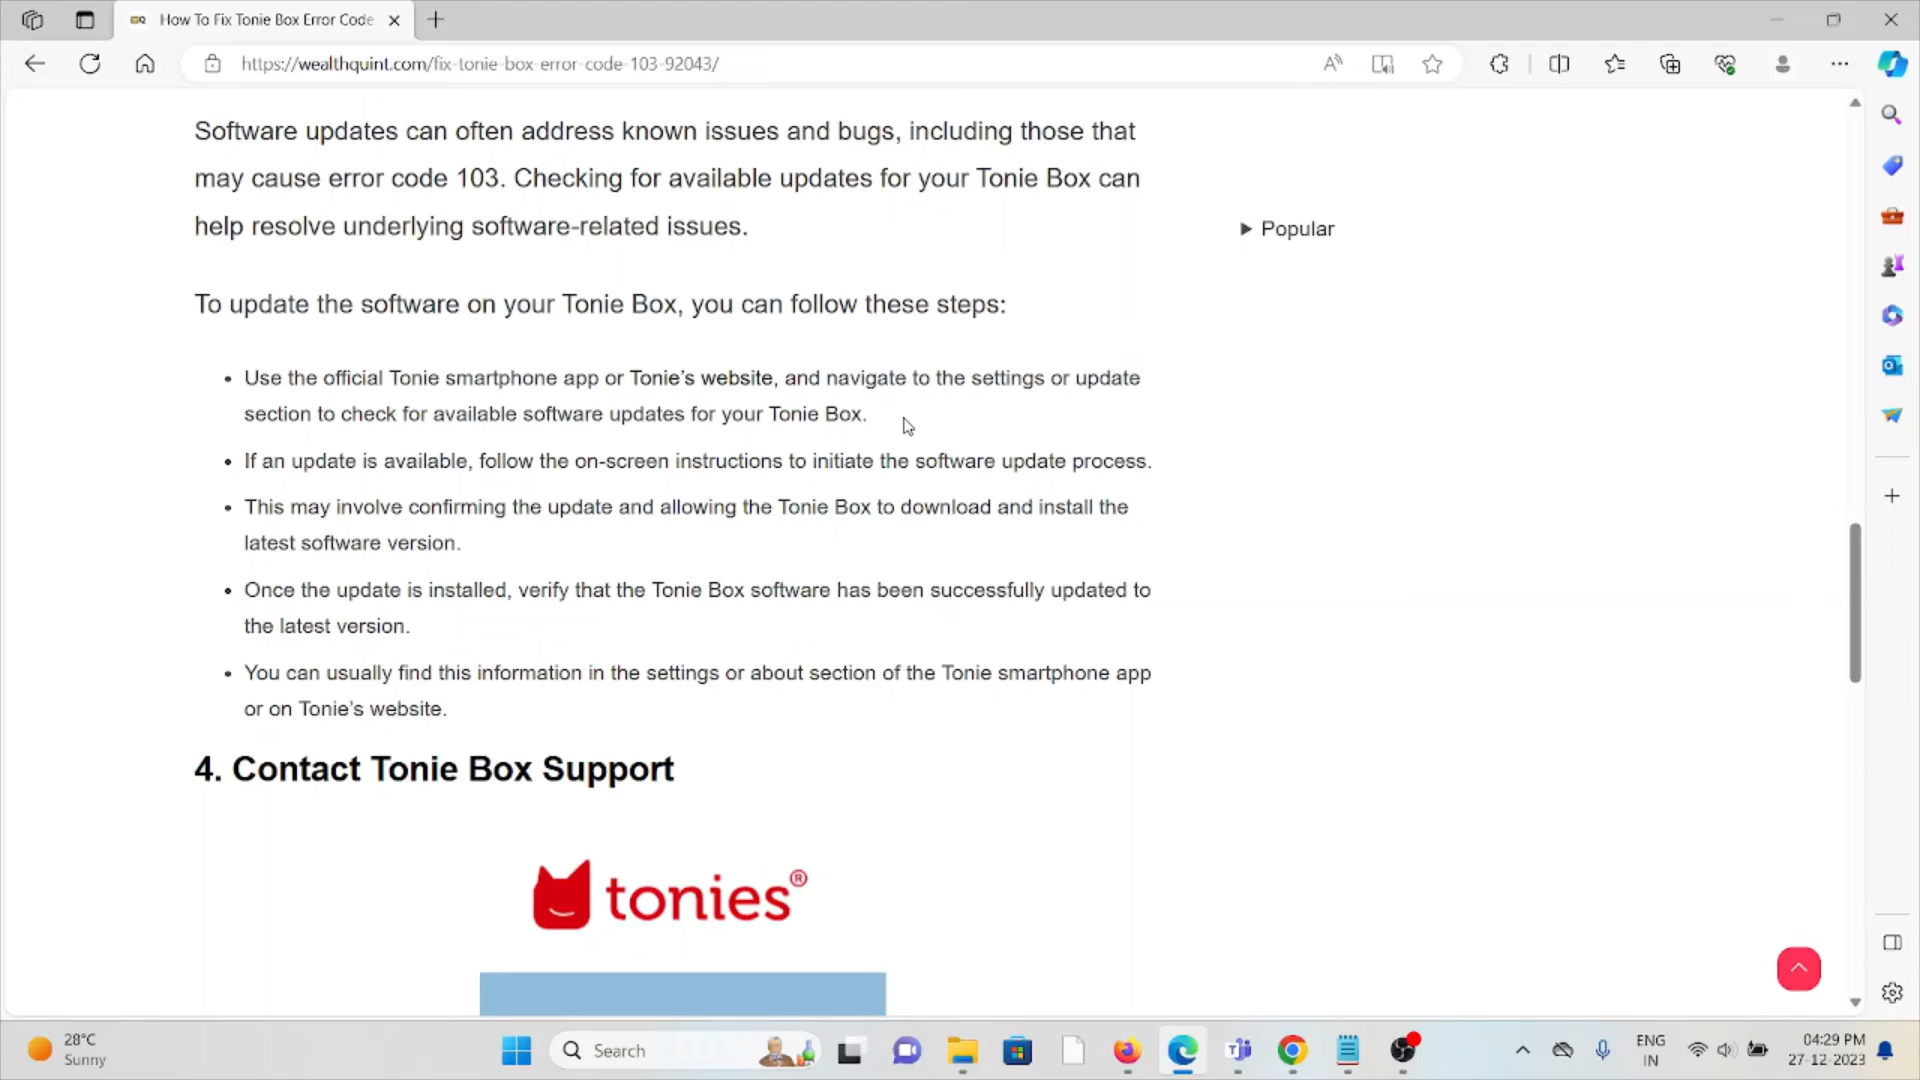 How To Fix Tonie Box Error Code
https://wealthquint.com/fix-tonie-box-error-code-103-92043/
Software updates can often address known issues and bugs, including those that
may cause error code 103. Checking for available updates for your Tonie Box can
help resolve underlying software-related issues.
Popular
To update the software on your Tonie Box, you can follow these steps:
• Use the official Tonie smartphone app or Tonie's website, and navigate to the settings or update
section to check for available software updates for your Tonie Box.
• If an update is available, follow the on-screen instructions to initiate the software update process.
• This may involve confirming the update and allowing the Tonie Box to download and install the
latest software version.
• Once the update is installed, verify that the Tonie Box software has been successfully updated to
the latest version.
• You can usually find this information in the settings or about section of the Tonie smartphone app
or on Tonie's website.
4. Contact Tonie Box Support
tonies®
28°C
Sunny
Search
ENG
IN
04:29 PM
27-12-2023